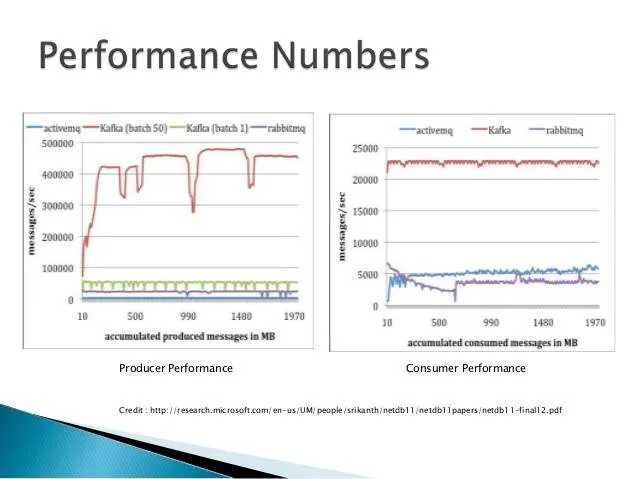 Performance Numbers
activemq Kafka (batch 50) Kafka (batch 1) rabbitmq
500000
400000
300000
200000
100000
0
messages/sec
10 500 990 1480 1970
accumulated produced messages in MB
activemq Kafka rabbitmq
25000
20000
15000
10000
5000
0
messages/sec
10 500 990 1480 1970
accumulated consumed messages in MB
Producer Performance
Consumer Performance
Credit : http://research.microsoft.com/en-us/UM/people/srikanth/netdb11/netdb11papers/netdb11-final12.pdf